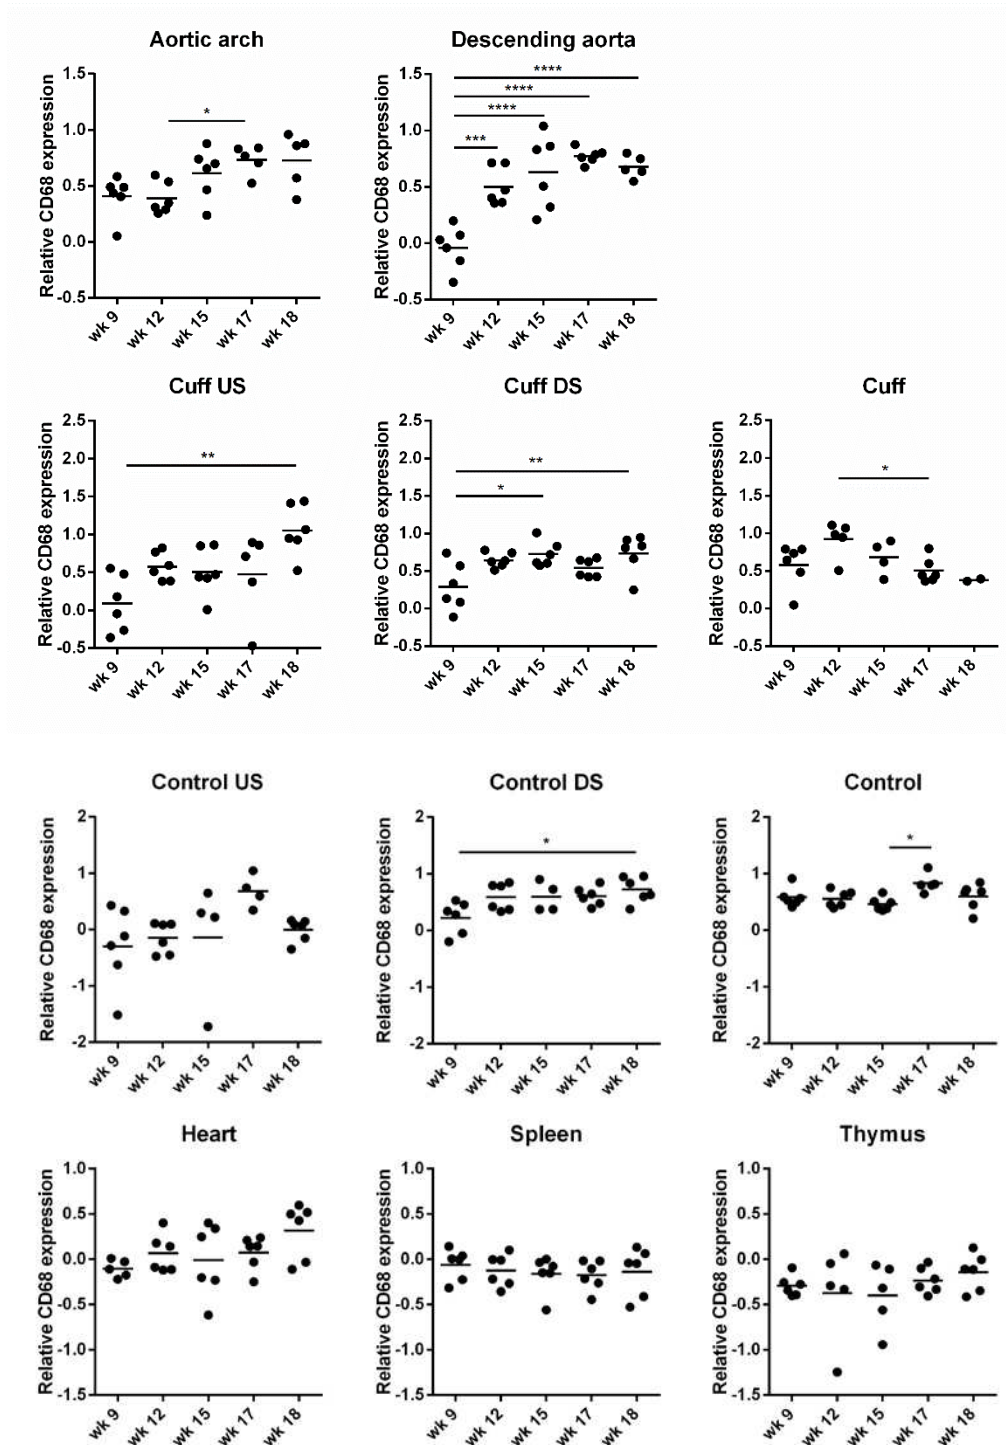 Aortic arch
Relative CD68 expression
1.5
1.0
0.5
0.0
-0.5
*
wk 9
wk 12
wk 15
wk 17
wk 18
Descending aorta
Relative CD68 expression
1.5
1.0
0.5
0.0
-0.5
****
****
****
***
wk 9
wk 12
wk 15
wk 17
wk 18
Cuff US
Relative CD68 expression
2.5
2.0
1.5
1.0
0.5
0.0
-0.5
**
wk 9
wk 12
wk 15
wk 17
wk 18
Cuff DS
Relative CD68 expression
2.5
2.0
1.5
1.0
0.5
0.0
-0.5
**
*
wk 9
wk 12
wk 15
wk 17
wk 18
Cuff
Relative CD68 expression
2.5
2.0
1.5
1.0
0.5
0.0
-0.5
*
wk 9
wk 12
wk 15
wk 17
wk 18
Control US
Relative CD68 expression
2
1
0
-1
-2
wk 9
wk 12
wk 15
wk 17
wk 18
Control DS
Relative CD68 expression
2
1
0
-1
-2
*
wk 9
wk 12
wk 15
wk 17
wk 18
Control
Relative CD68 expression
2
1
0
-1
-2
*
wk 9
wk 12
wk 15
wk 17
wk 18
Heart
Relative CD68 expression
1.0
0.5
0.0
-0.5
-1.0
-1.5
wk 9
wk 12
wk 15
wk 17
wk 18
Spleen
Relative CD68 expression
1.0
0.5
0.0
-0.5
-1.0
-1.5
wk 9
wk 12
wk 15
wk 17
wk 18
Thymus
Relative CD68 expression
1.0
0.5
0.0
-0.5
-1.0
-1.5
wk 9
wk 12
wk 15
wk 17
wk 18